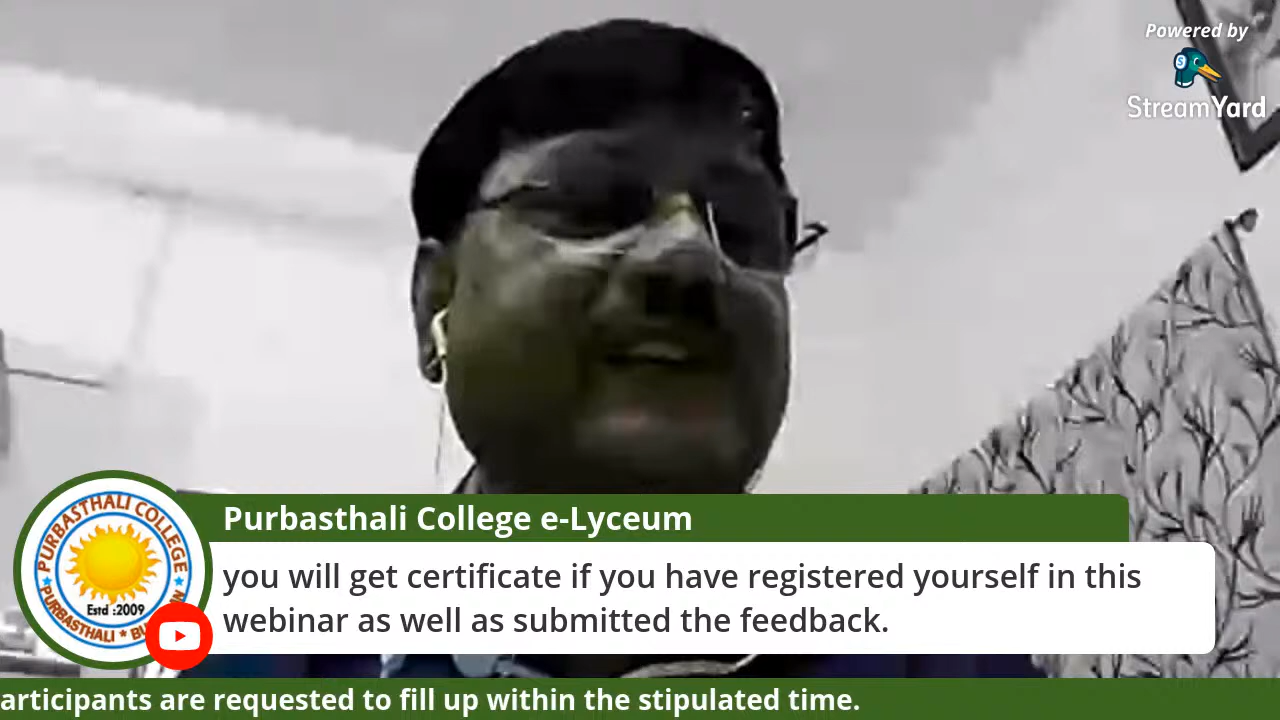 Powered by
StreamYard
Purbasthali College e-Lyceum
you will get certificate if you have registered yourself in this
webinar as well as submitted the feedback.
PURBASTHALI COLLEGE
Estd :2009
PURBASTHALI
articipants are requested to fill up within the stipulated time.